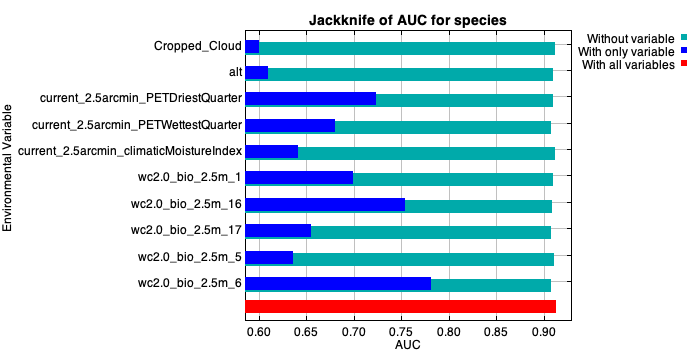 Jackknife of AUC for species
Without variable
With only variable
With all variables
Environmental Variable
Cropped_Cloud
alt
current_2.5arcmin_PETDriestQuarter
current_2.5arcmin_PETWettestQuarter
current_2.5arcmin_climaticMoistureIndex
wc2.0_bio_2.5m_1
wc2.0_bio_2.5m_16
wc2.0_bio_2.5m_17
wc2.0_bio_2.5m_5
wc2.0_bio_2.5m_6
0.60 0.65 0.70 0.75 0.80 0.85 0.90
AUC